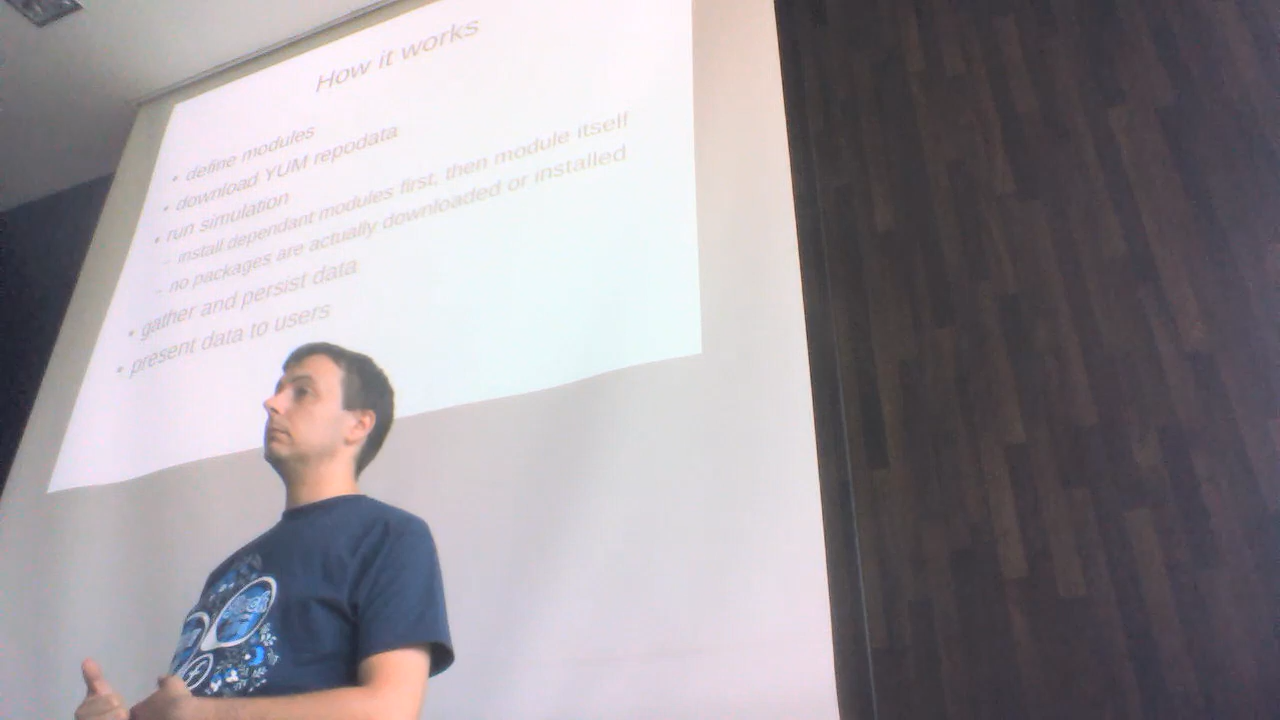 How it works
• define modules
• download YUM repodata
• run simulation
– install dependant modules first, then module itself
– no packages are actually downloaded or installed
• gather and persist data
• present data to users